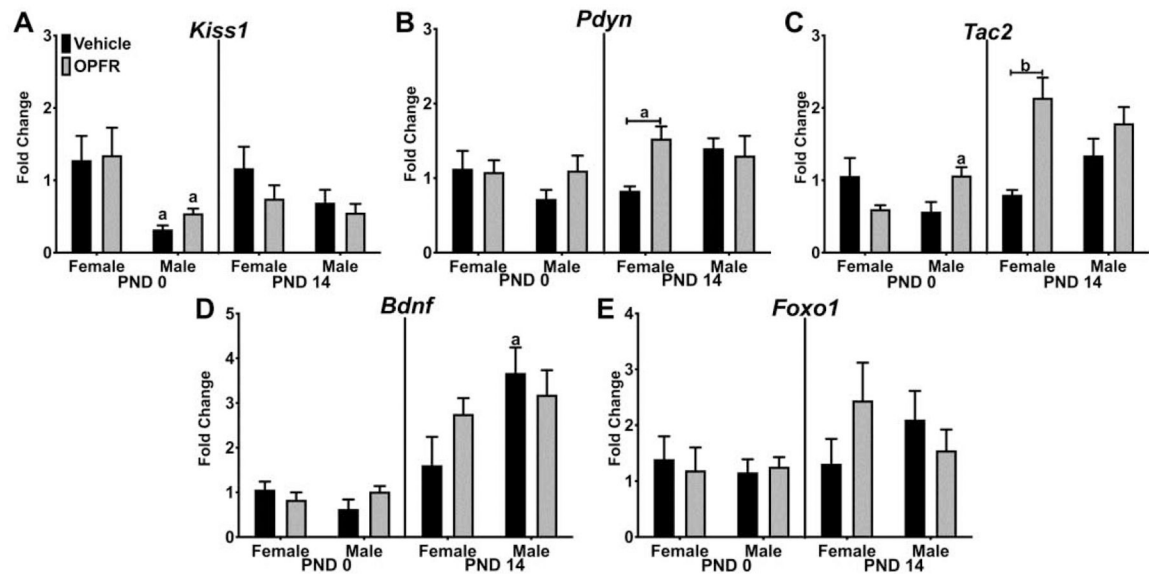 A
Kiss1
Vehicle
OPFR
Fold Change
3
2
1
0
a
a
Female
Male
Female
Male
PND 0
PND 14
B
Pdyn
Fold Change
3
2
1
0
a
Female
Male
Female
Male
PND 0
PND 14
C
Tac2
Fold Change
3
2
1
0
a
b
Female
Male
Female
Male
PND 0
PND 14
D
Bdnf
Fold Change
5
4
3
2
1
0
a
Female
Male
Female
Male
PND 0
PND 14
E
Foxo1
Fold Change
4
3
2
1
0
Female
Male
Female
Male
PND 0
PND 14